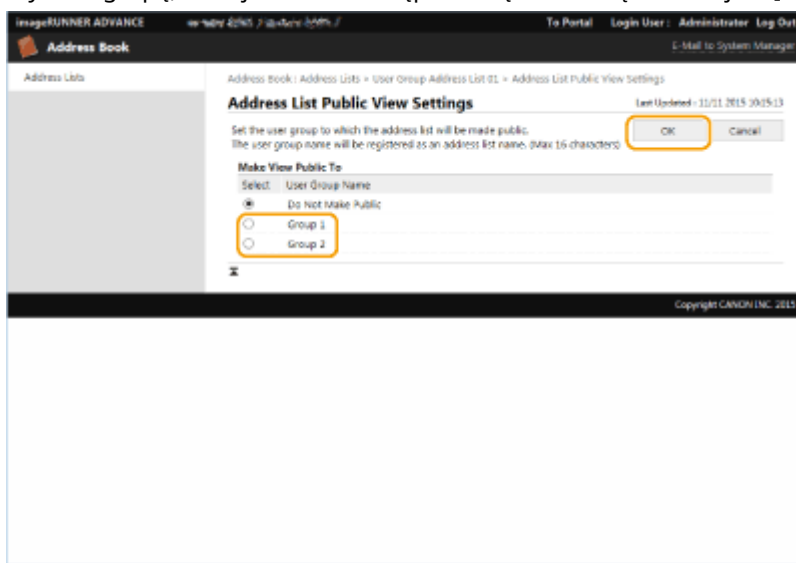 imageRUNNER ADVANCE To Portal Login User : Administrator Log Out
Address Book E-Mail to System Manager
Address Lists
Address Book : Address Lists > User Group Address List 01 > Address List Public View Settings
Address List Public View Settings Last Updated : 11/11 2015 10:15:13
Set the user group to which the address list will be made public.
The user group name will be registered as an address list name. (Max 16 characters)
OK Cancel
Make View Public To
Select User Group Name
Do Not Make Public
Group 1
Group 2
Copyright CANON INC. 2015